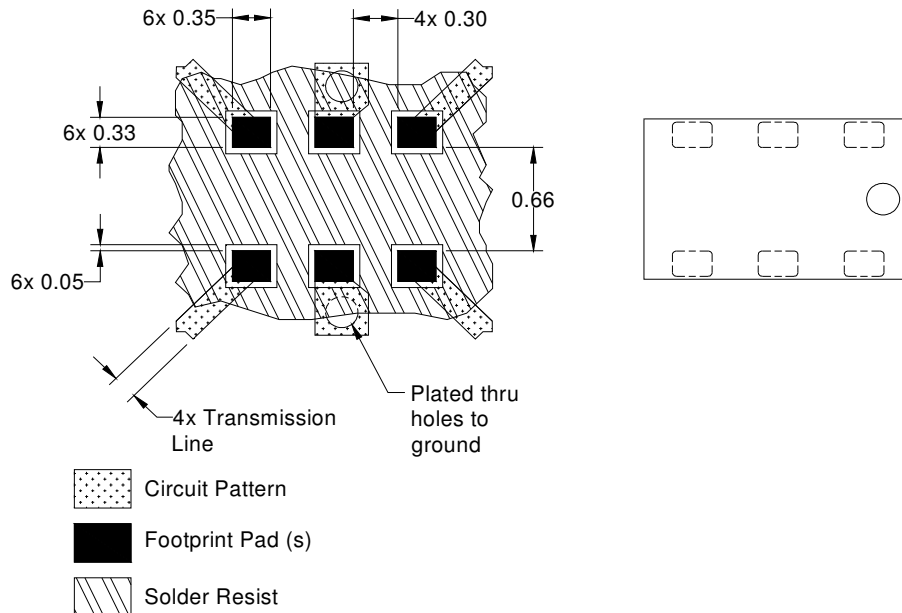 6x 0.35
4x 0.30
6x 0.33
0.66
6x 0.05
Plated thru
holes to
ground
4x Transmission
Line
Circuit Pattern
Footprint Pad (s)
Solder Resist